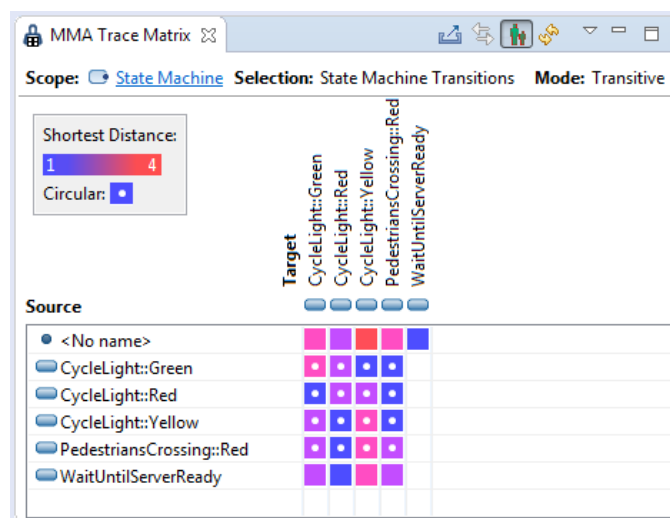 MMA Trace Matrix
Scope: State Machine Selection: State Machine Transitions Mode: Transitive
Shortest Distance:
1 4
Circular:
Target
CycleLight::Green
CycleLight::Red
CycleLight::Yellow
PedestriansCrossing::Red
WaitUntilServerReady
Source
<No name>
CycleLight::Green
CycleLight::Red
CycleLight::Yellow
PedestriansCrossing::Red
WaitUntilServerReady